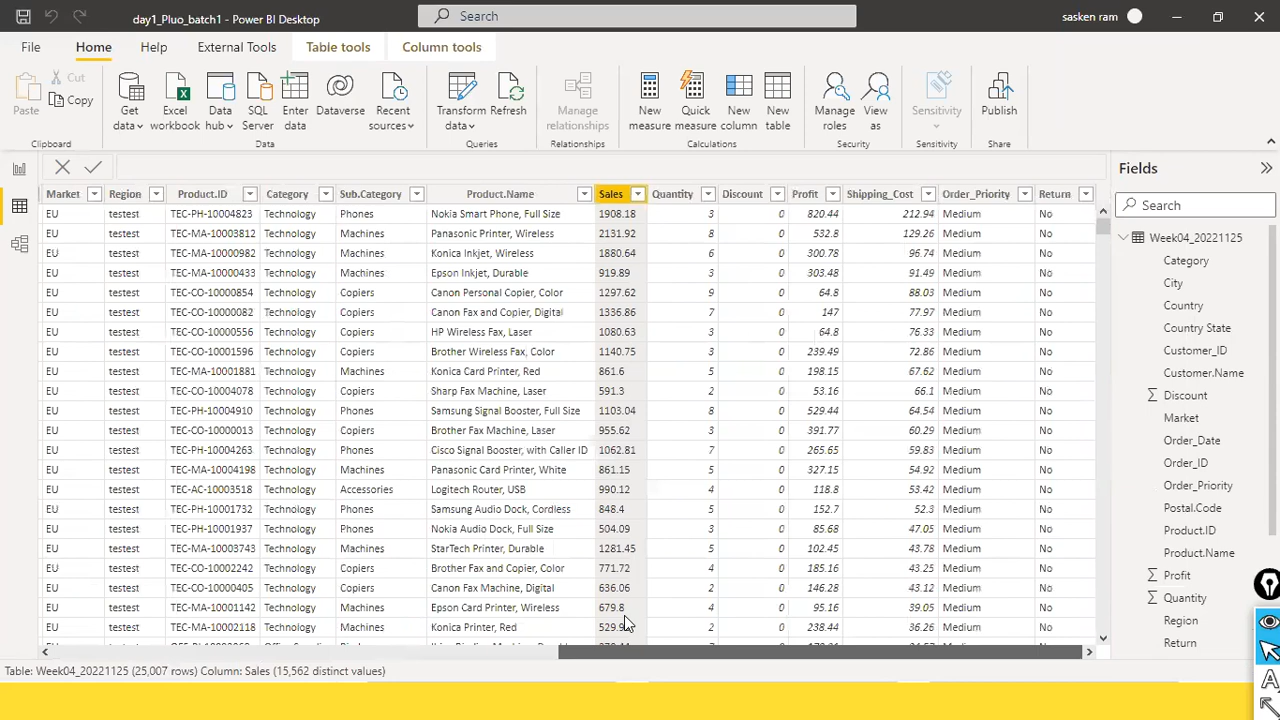 day1_Pluo_batch1 - Power BI Desktop
Search
sasken ram
File Home Help External Tools Table tools Column tools
Paste
Cut
Copy
Clipboard
Get data
Excel workbook
Data hub
SQL Server
Enter data
Dataverse
Recent sources
Data
Transform data
Refresh
Queries
Manage relationships
Relationships
New measure
Quick measure
New column
New table
Calculations
Manage roles
View as
Security
Sensitivity
Sensitivity
Publish
Share
Market Region Product.ID Category Sub.Category Product.Name Sales Quantity Discount Profit Shipping_Cost Order_Priority Return
EU testest TEC-PH-10004823 Technology Phones Nokia Smart Phone, Full Size 1908.18 3 0 820.44 212.94 Medium No
EU testest TEC-MA-10003812 Technology Machines Panasonic Printer, Wireless 2131.92 8 0 532.8 129.26 Medium No
EU testest TEC-MA-10000982 Technology Machines Konica Inkjet, Wireless 1880.64 6 0 300.78 96.74 Medium No
EU testest TEC-MA-10000433 Technology Machines Epson Inkjet, Durable 919.89 3 0 303.48 91.49 Medium No
EU testest TEC-CO-10000854 Technology Copiers Canon Personal Copier, Color 1297.62 9 0 64.8 88.03 Medium No
EU testest TEC-CO-10000082 Technology Copiers Canon Fax and Copier, Digital 1336.86 7 0 147 77.97 Medium No
EU testest TEC-CO-10000556 Technology Copiers HP Wireless Fax, Laser 1080.63 3 0 64.8 76.33 Medium No
EU testest TEC-CO-10001596 Technology Copiers Brother Wireless Fax, Color 1140.75 3 0 239.49 72.86 Medium No
EU testest TEC-MA-10001881 Technology Machines Konica Card Printer, Red 861.6 5 0 198.15 67.62 Medium No
EU testest TEC-CO-10004078 Technology Copiers Sharp Fax Machine, Laser 591.3 2 0 53.16 66.1 Medium No
EU testest TEC-PH-10004910 Technology Phones Samsung Signal Booster, Full Size 1103.04 8 0 529.44 64.54 Medium No
EU testest TEC-CO-10000013 Technology Copiers Brother Fax Machine, Laser 955.62 3 0 391.77 60.29 Medium No
EU testest TEC-PH-10004263 Technology Phones Cisco Signal Booster, with Caller ID 1062.81 7 0 265.65 59.83 Medium No
EU testest TEC-MA-10004198 Technology Machines Panasonic Card Printer, White 861.15 5 0 327.15 54.92 Medium No
EU testest TEC-AC-10003518 Technology Accessories Logitech Router, USB 990.12 4 0 118.8 53.42 Medium No
EU testest TEC-PH-10001732 Technology Phones Samsung Audio Dock, Cordless 848.4 5 0 152.7 52.3 Medium No
EU testest TEC-PH-10001937 Technology Phones Nokia Audio Dock, Full Size 504.09 3 0 85.68 47.05 Medium No
EU testest TEC-MA-10003743 Technology Machines StarTech Printer, Durable 1281.45 5 0 102.45 43.78 Medium No
EU testest TEC-CO-10002242 Technology Copiers Brother Fax and Copier, Color 771.72 4 0 185.16 43.25 Medium No
EU testest TEC-CO-10000405 Technology Copiers Canon Fax Machine, Digital 636.06 2 0 146.28 43.12 Medium No
EU testest TEC-MA-10001142 Technology Machines Epson Card Printer, Wireless 679.8 4 0 95.16 39.05 Medium No
EU testest TEC-MA-10002118 Technology Machines Konica Printer, Red 2 0 238.44 36.26 Medium No
Table: Week04_20221125 (25,007 rows) Column: Sales (15,562 distinct values)
Fields
Search
Week04_20221125
Category
City
Country
Country State
Customer_ID
Customer.Name
Discount
Market
Order_Date
Order_ID
Order_Priority
Postal.Code
Product.ID
Product.Name
Profit
Quantity
Region
Return